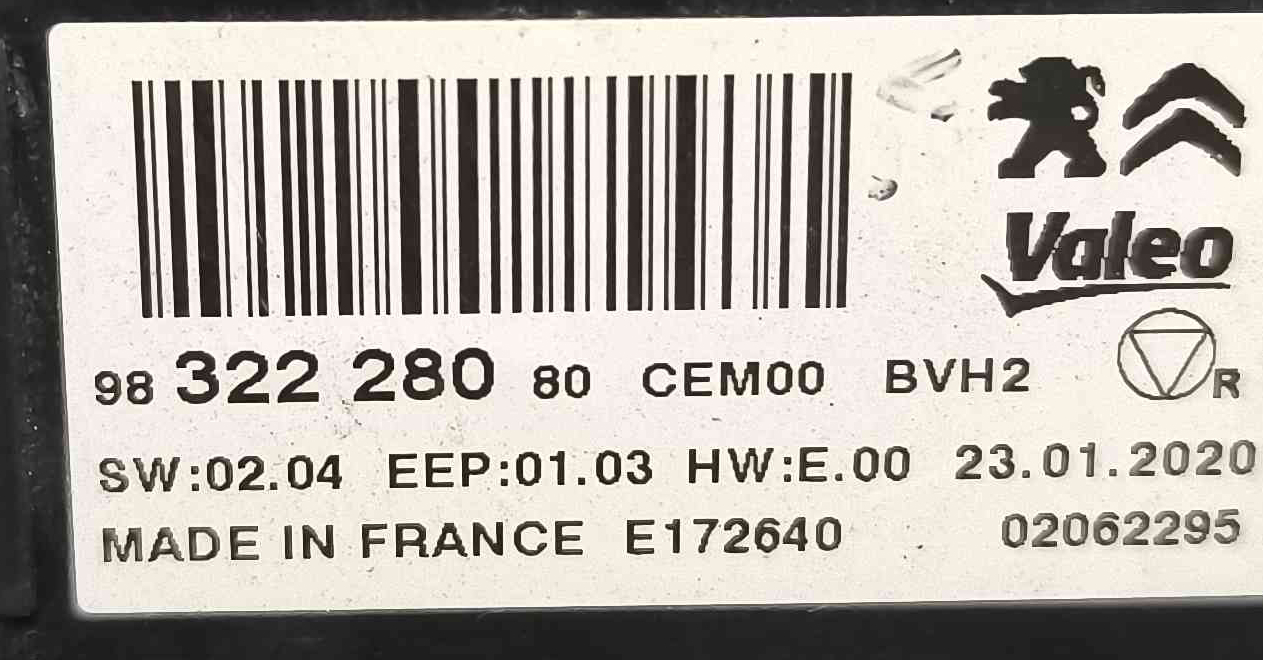 Valeo
98 322 280 80 CEM00 BVH2 R
SW:02.04 EEP:01.03 HW:E.00 23.01.2020
MADE IN FRANCE E172640 02062295